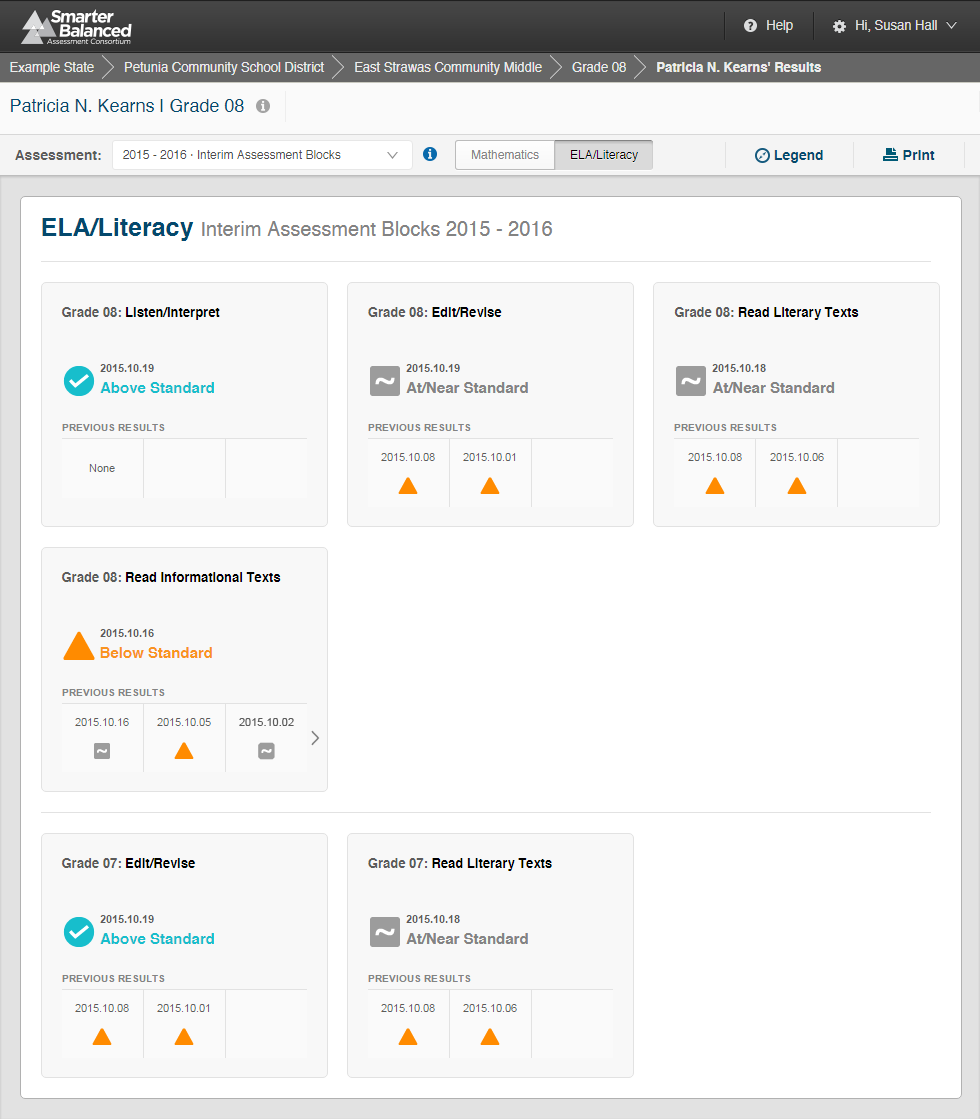 Smarter
Balanced
Assessment Consortium
Help
Hi, Susan Hall
Example State
Petunia Community School District
East Strawas Community Middle
Grade 08
Patricia N. Kearns' Results
Patricia N. Kearns | Grade 08
Assessment:
2015 - 2016 · Interim Assessment Blocks
Mathematics
ELA/Literacy
Legend
Print
ELA/Literacy Interim Assessment Blocks 2015 - 2016
Grade 08: Listen/Interpret
2015.10.19
Above Standard
PREVIOUS RESULTS
None
Grade 08: Edit/Revise
2015.10.19
At/Near Standard
PREVIOUS RESULTS
2015.10.08
2015.10.01
Grade 08: Read Literary Texts
2015.10.18
At/Near Standard
PREVIOUS RESULTS
2015.10.08
2015.10.06
Grade 08: Read Informational Texts
2015.10.16
Below Standard
PREVIOUS RESULTS
2015.10.16
2015.10.05
2015.10.02
Grade 07: Edit/Revise
2015.10.19
Above Standard
PREVIOUS RESULTS
2015.10.08
2015.10.01
Grade 07: Read Literary Texts
2015.10.18
At/Near Standard
PREVIOUS RESULTS
2015.10.08
2015.10.06